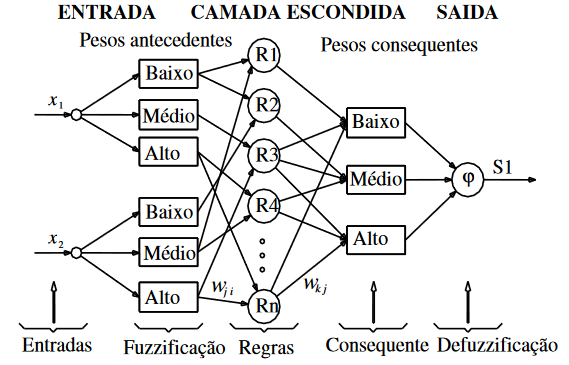 ENTRADA CAMADA ESCONDIDA SAIDA
Pesos antecedentes Pesos consequentes
x1
Baixo
Médio
Alto
x2
Baixo
Médio
Alto
R1
R2
R3
R4
Rn
Wji
Wkj
Baixo
Médio
Alto
φ
S1
Entradas Fuzzificação Regras Consequente Defuzzificação